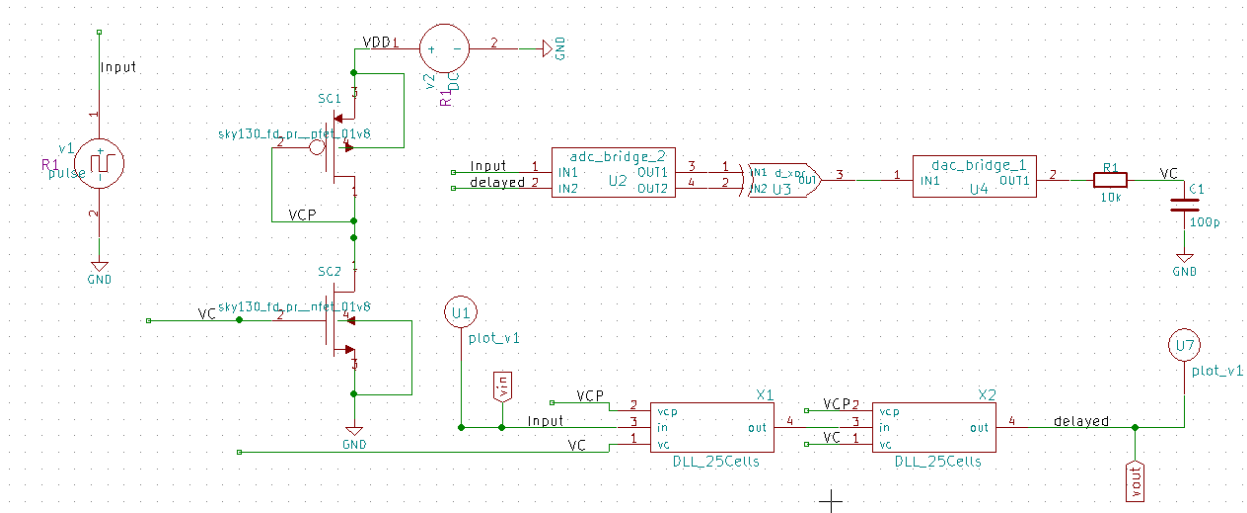 Input
1
v1
R1
pulse
2
GND
VDD1
2
GND
v2
DC
R1
3
SC1
sky130_fd_pr__pfet_01v8
2
4
1
VCP
1
SC2
sky130_fd_pr__nfet_01v8
VC
2
4
3
GND
adc_bridge_2
Input 1 IN1 OUT1 3
delayed 2 IN2 OUT2 4
U2
1 IN1 d_xor
2 IN2 U3
OUT 3
dac_bridge_1
1 IN1 OUT1 2
U4
R1
10k
VC
C1
100p
GND
U1
plot_v1
vin
VCP
Input
VC
X1
2 vcp
3 in out 4
1 vc
DLL_25Cells
VCP
VC
X2
2 vcp
3 in out 4
1 vc
DLL_25Cells
delayed
U7
plot_v1
vout